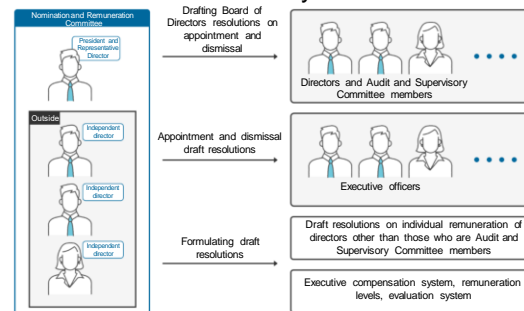 Nomination and Remuneration
Committee
President and
Representative
Director
Outside
Independent
director
Independent
director
Independent
director
Drafting Board of
Directors resolutions on
appointment and
dismissal
Appointment and dismissal
draft resolutions
Formulating draft
resolutions
Directors and Audit and Supervisory
Committee members
Executive officers
Draft resolutions on individual remuneration of
directors other than those who are Audit and
Supervisory Committee members
Executive compensation system, remuneration
levels, evaluation system